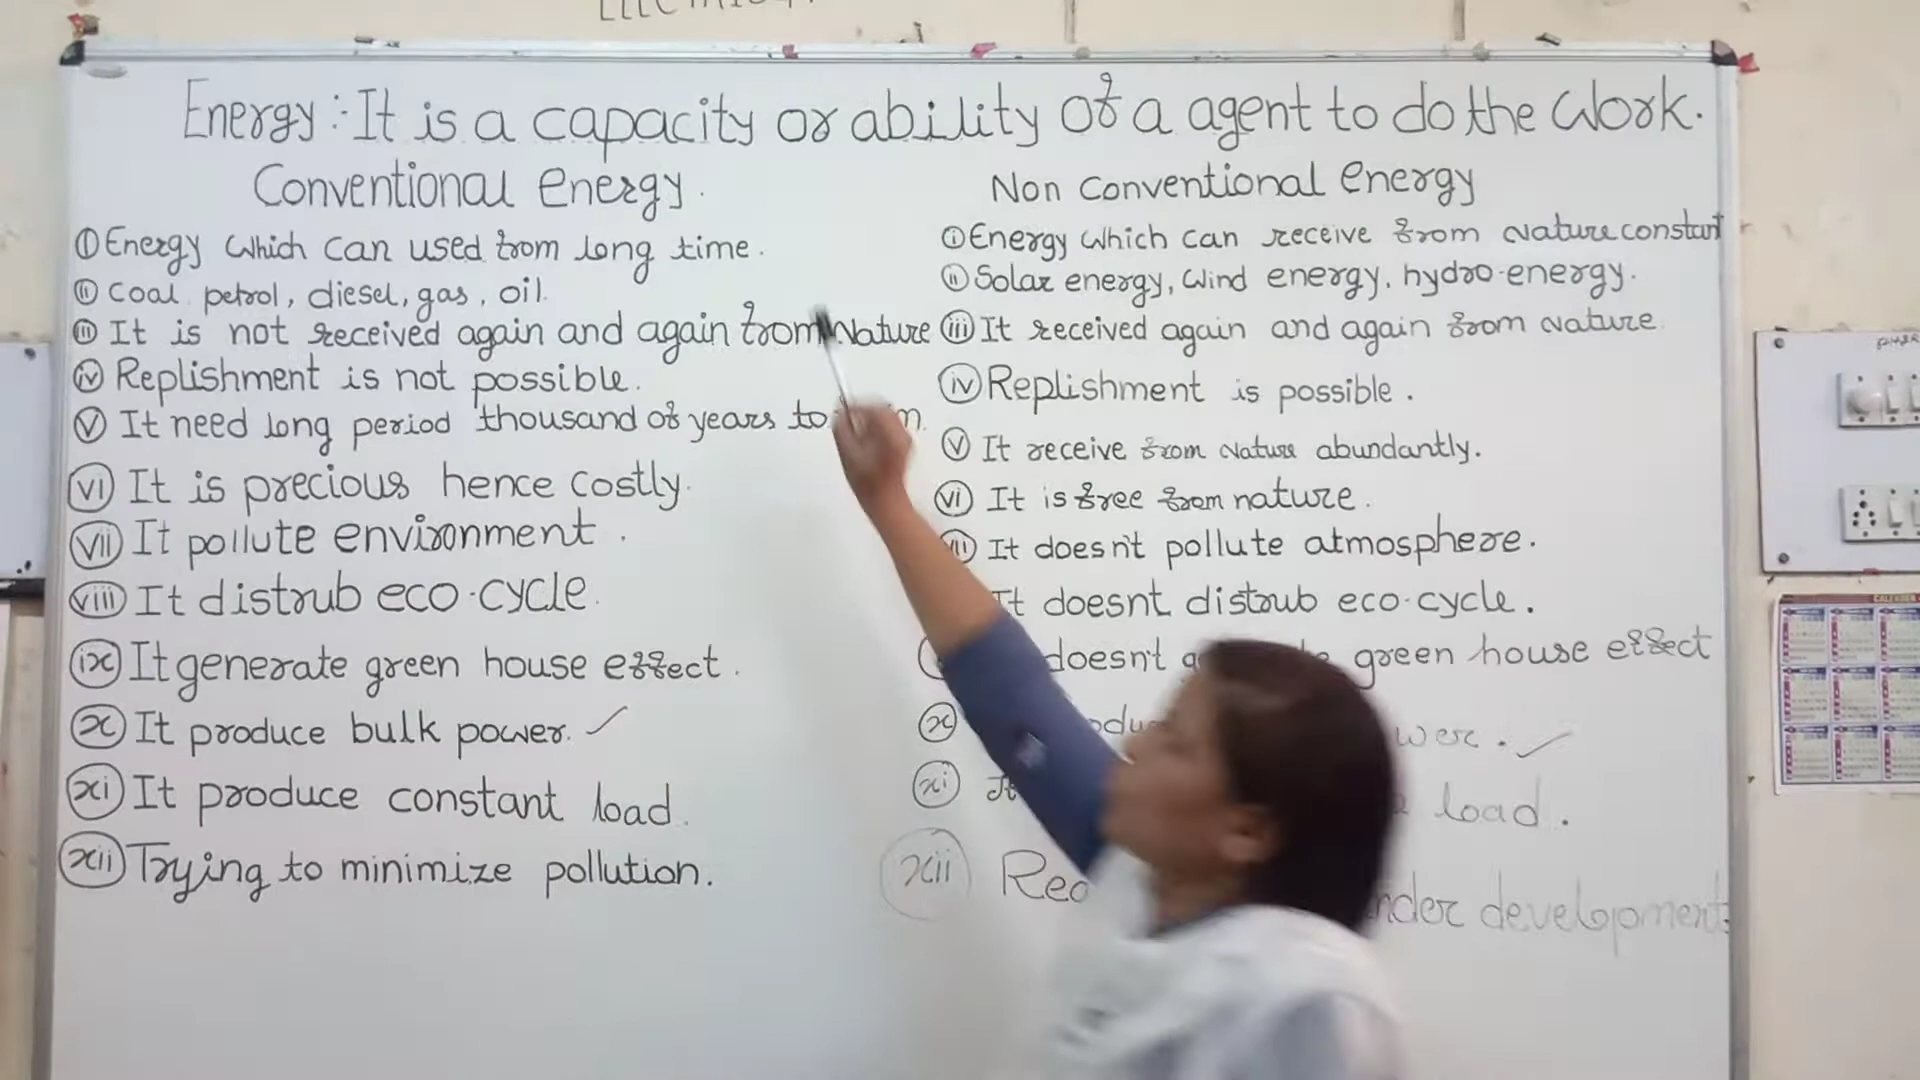 Energy :- It is a capacity or ability of a agent to do the Work.
Conventional energy.
(i) Energy which can used from long time.
(ii) coal petrol, diesel, gas, oil.
(iii) It is not received again and again from Nature
(iv) Replishment is not possible.
(v) It need long period thousand of years to
(vi) It is precious hence costly.
(vii) It pollute environment.
(viii) It distrub eco-cycle.
(ix) It generate green house effect.
(x) It produce bulk power. ✓
(xi) It produce constant load.
(xii) Trying to minimize pollution.
Non conventional energy
(i) Energy which can receive from Nature constant
(ii) Solar energy, wind energy, hydro-energy.
(iii) It received again and again from Nature.
(iv) Replishment is possible.
(v) It receive from Nature abundantly.
(vi) It is free from nature.
It doesn't pollute atmosphere.
It doesnt distrub eco-cycle.
doesn't green house effect
(x) ✓
(xi) load.
(xii) development